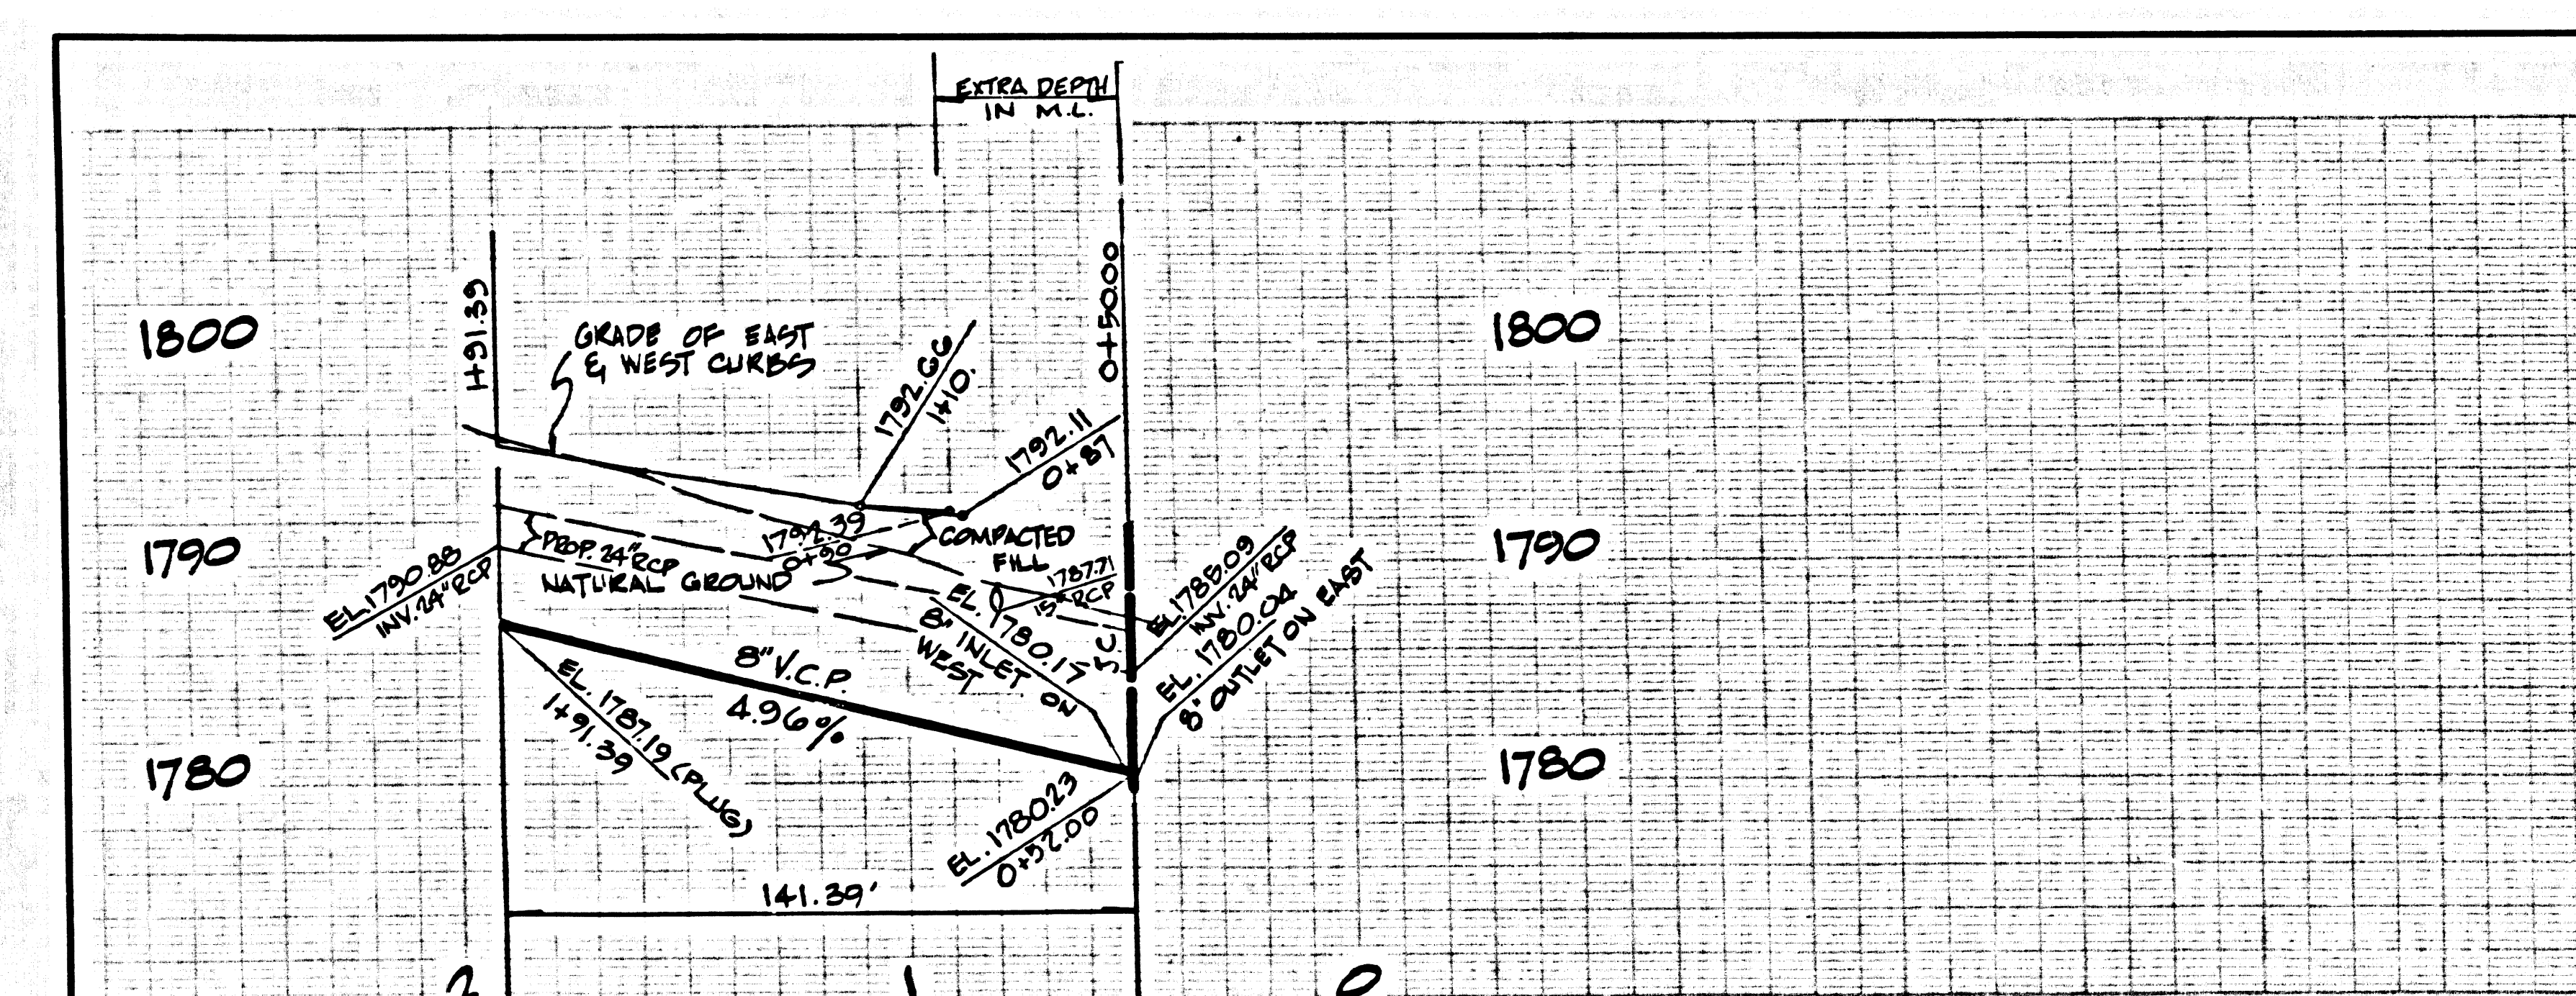 EXTRA DEPTH
IN M.L.
1+91.39
0+50.00
1800
GRADE OF EAST
& WEST CURBS
1792.66
1+10.
1792.11
0+87
1800
1790
EL. 1790.88
INV. 24" RCP
PROP. 24" RCP
NATURAL GROUND
1792.39
0+90
COMPACTED
FILL
1787.71
15" RCP
EL. 1785.09
INV. 24" RCP
EL. 1780.04
8" OUTLET ON EAST
1790
EL. 1780.17
8" INLET ON
WEST
8" V.C.P.
4.96%
EL. 1787.19 (PLUG)
1+91.39
1780
EL. 1780.23
0+52.00
1780
141.39'
2
1
0